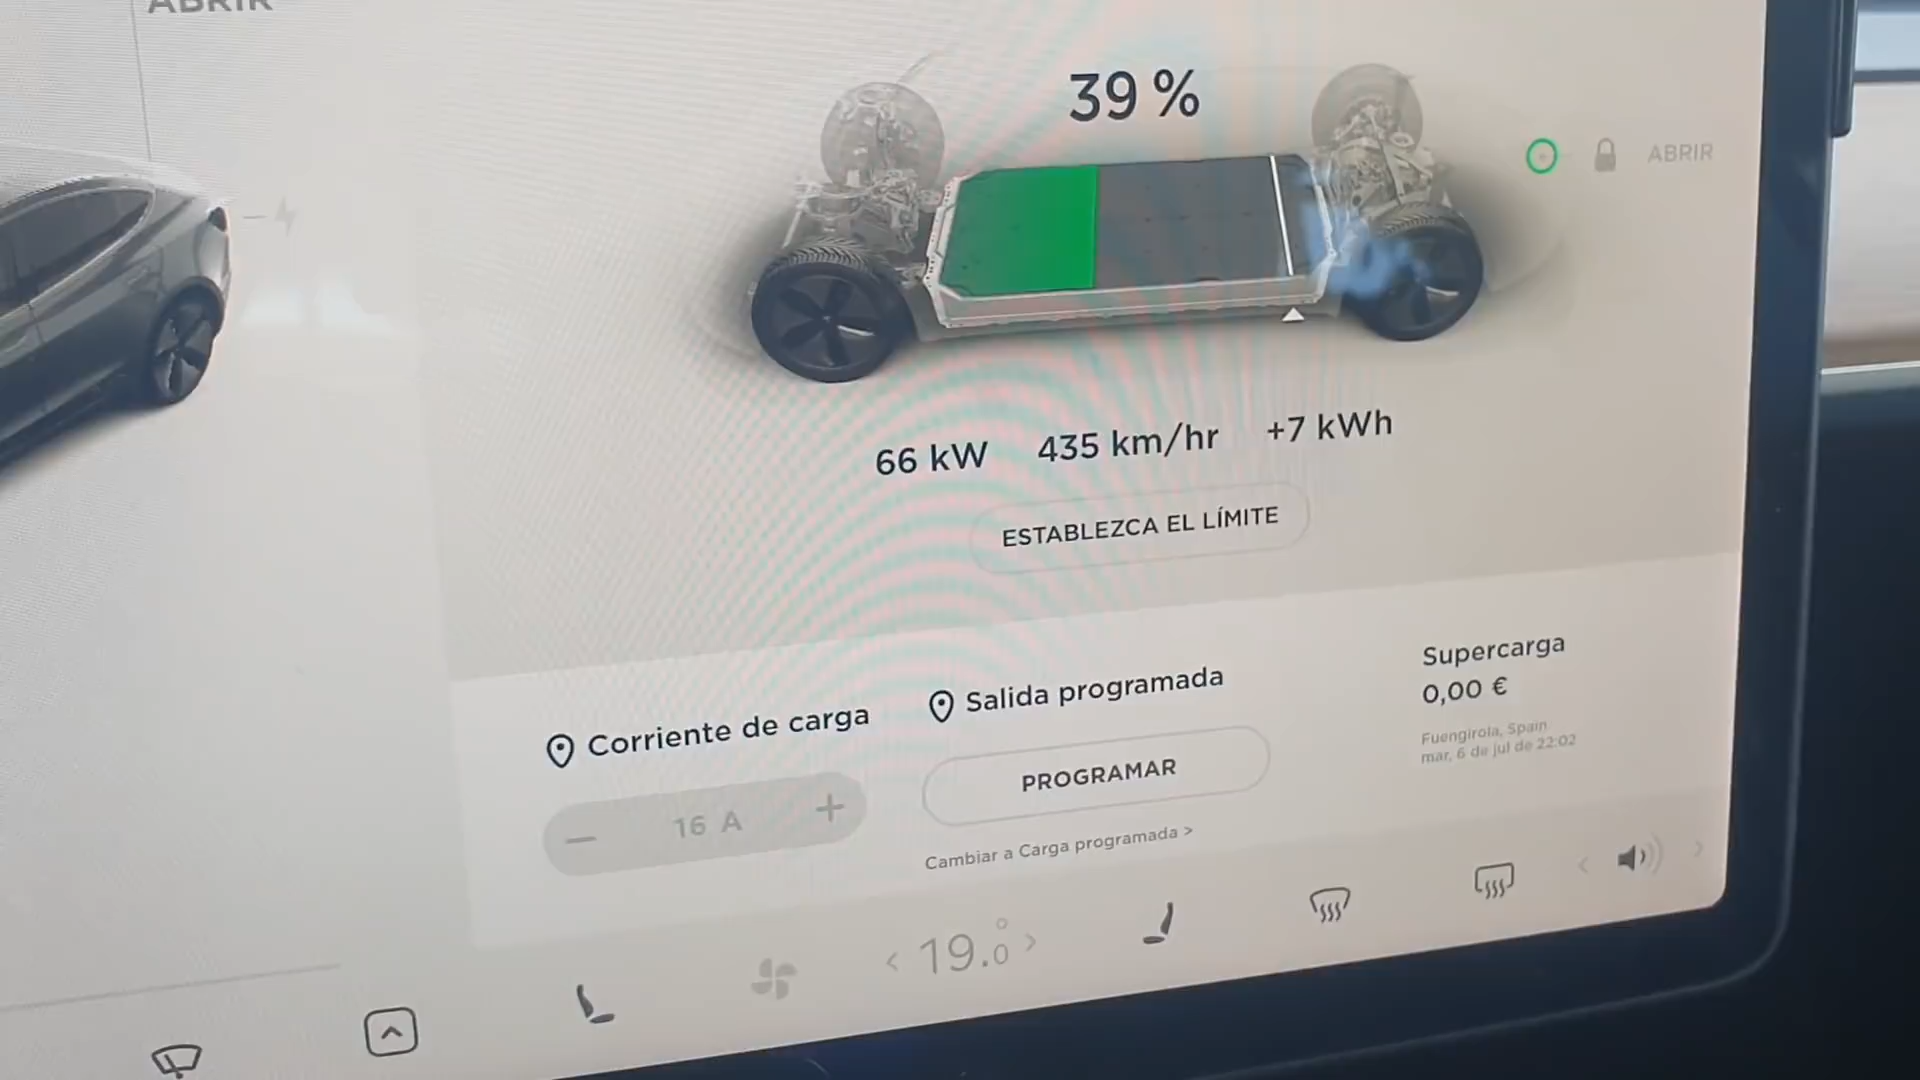 ABRIR
39 %
ABRIR
66 kW 435 km/hr +7 kWh
ESTABLEZCA EL LÍMITE
Corriente de carga
16 A
Salida programada
PROGRAMAR
Cambiar a Carga programada >
Supercarga
0,00 €
Fuengirola, Spain
mar, 6 de jul de 22:02
< 19.0° >